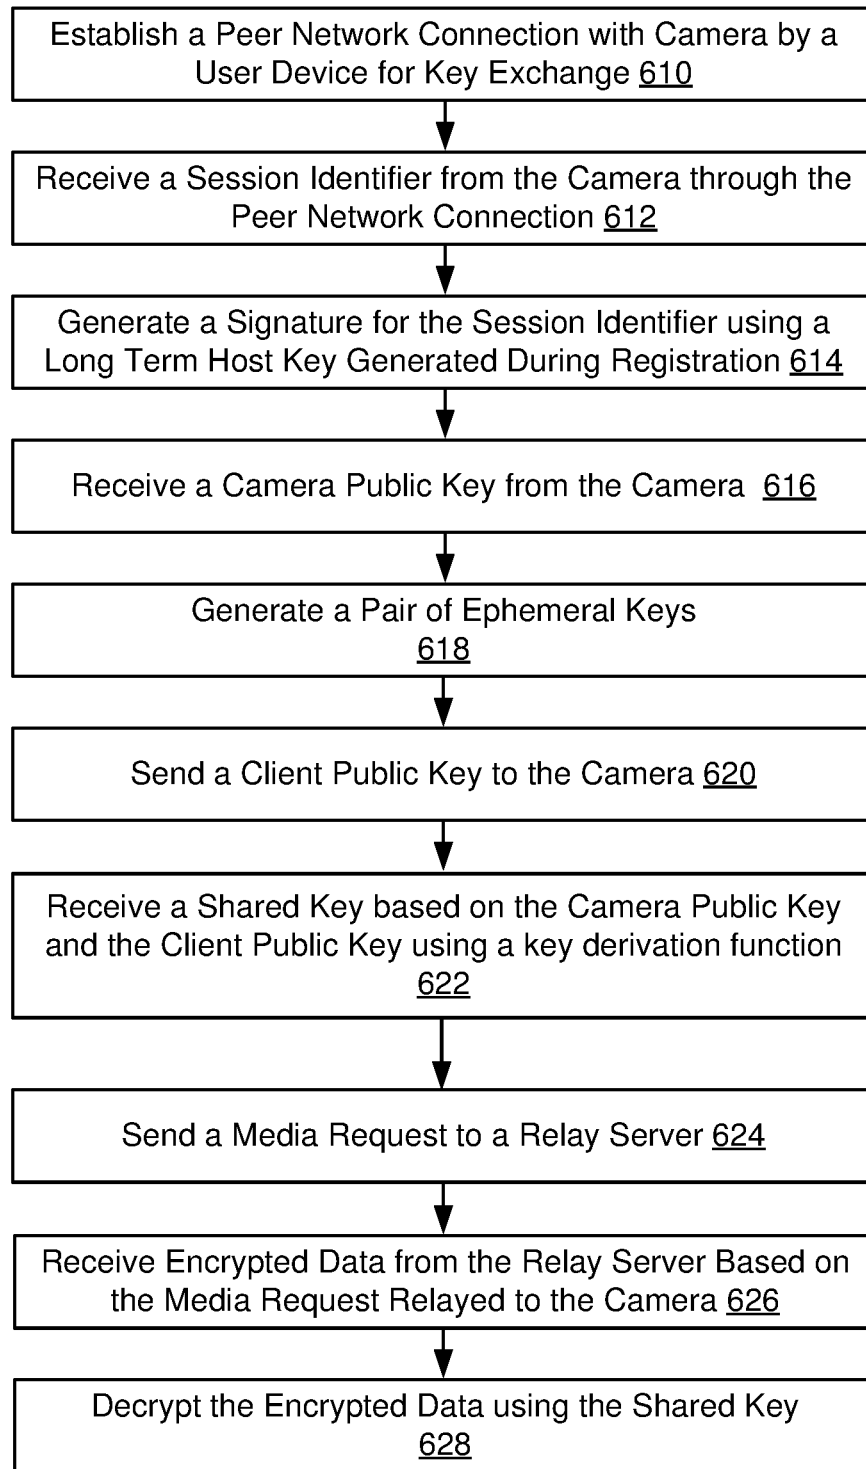 Establish a Peer Network Connection with Camera by a
User Device for Key Exchange 610
Receive a Session Identifier from the Camera through the
Peer Network Connection 612
Generate a Signature for the Session Identifier using a
Long Term Host Key Generated During Registration 614
Receive a Camera Public Key from the Camera 616
Generate a Pair of Ephemeral Keys
618
Send a Client Public Key to the Camera 620
Receive a Shared Key based on the Camera Public Key
and the Client Public Key using a key derivation function
622
Send a Media Request to a Relay Server 624
Receive Encrypted Data from the Relay Server Based on
the Media Request Relayed to the Camera 626
Decrypt the Encrypted Data using the Shared Key
628